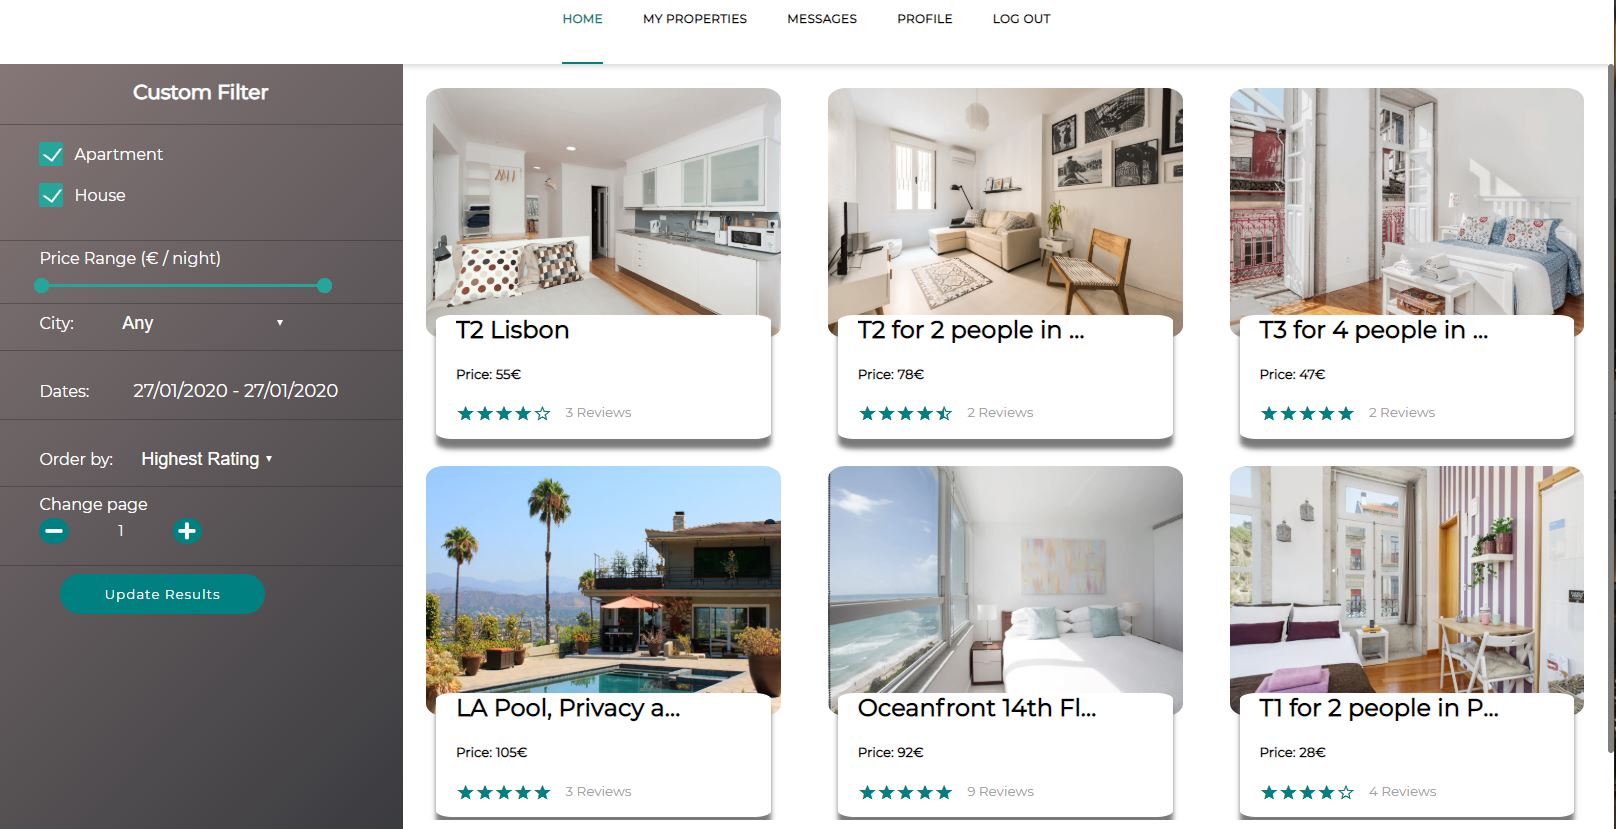 HOME MY PROPERTIES MESSAGES PROFILE LOG OUT
Custom Filter
Apartment
House
Price Range (€ / night)
City: Any
Dates: 27/01/2020 - 27/01/2020
Order by: Highest Rating
Change page
1
Update Results
T2 Lisbon
Price: 55€
3 Reviews
T2 for 2 people in ...
Price: 78€
2 Reviews
T3 for 4 people in ...
Price: 47€
2 Reviews
LA Pool, Privacy a...
Price: 105€
3 Reviews
Oceanfront 14th Fl...
Price: 92€
9 Reviews
T1 for 2 people in P...
Price: 28€
4 Reviews